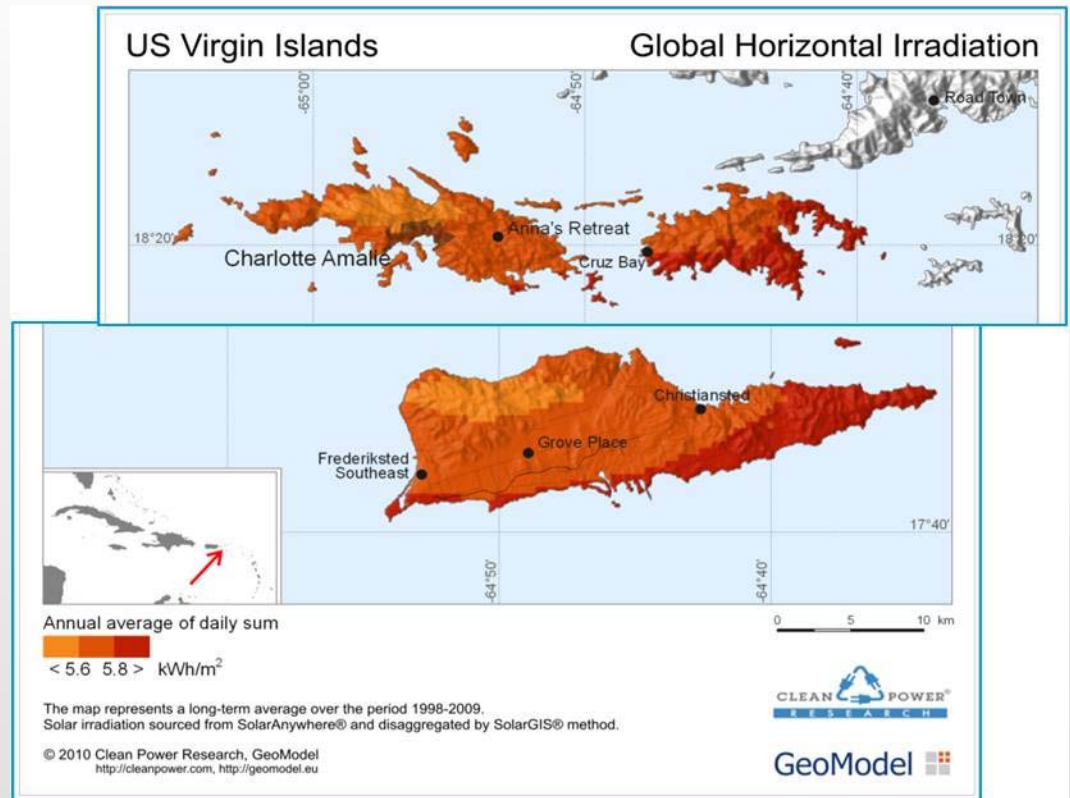 US Virgin Islands
Global Horizontal Irradiation
-65°00'
-64°50'
-64°40'
Road Town
Anna's Retreat
18°20'
18°20'
Charlotte Amalie
Cruz Bay
Christiansted
Grove Place
Frederiksted
Southeast
17°40'
-64°50'
-64°40'
Annual average of daily sum
0 5 10 km
< 5.6 5.8 > kWh/m²
CLEAN POWER®
RESEARCH
The map represents a long-term average over the period 1998-2009.
Solar irradiation sourced from SolarAnywhere® and disaggregated by SolarGIS® method.
© 2010 Clean Power Research, GeoModel
http://cleanpower.com, http://geomodel.eu
GeoModel